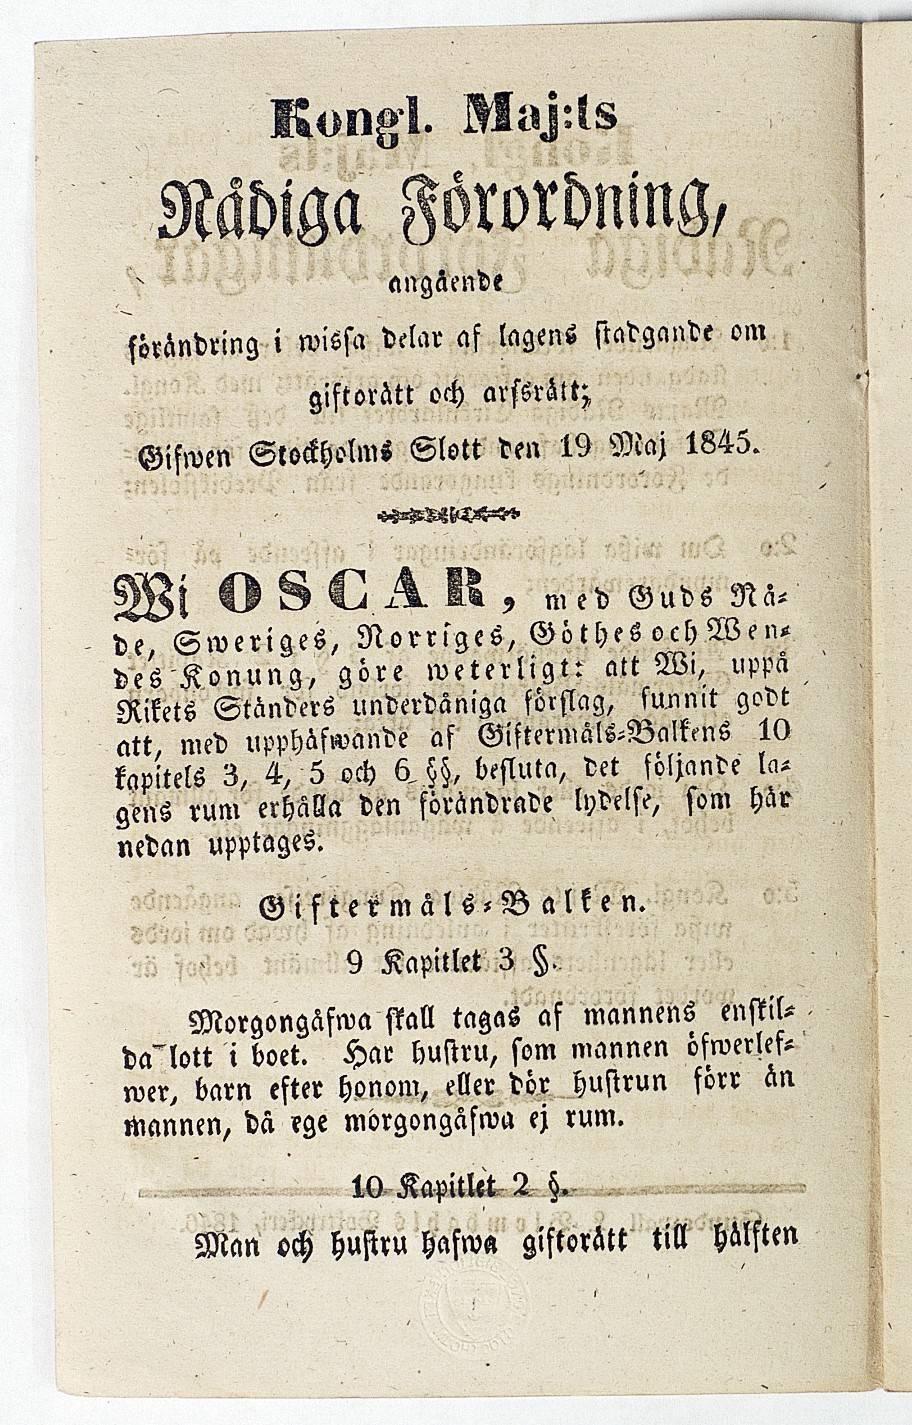 Kongl. Maj:ts
Nådiga Förordning,
angående
förändring i wissa delar af lagens stadgande om
giftorätt och arfsrätt;
Gifwen Stockholms Slott den 19 Maj 1845.
Wi OSCAR, med Guds Nå-
de, Sweriges, Norriges, Göthes och Wen-
des Konung, göre weterligt: att Wi, uppå
Rikets Ständers underdåniga förslag, funnit godt
att, med upphäfwande af Giftermåls-Balkens 10
kapitels 3, 4, 5 och 6 §§, besluta, det följande la-
gens rum erhålla den förändrade lydelse, som här
nedan upptages.
Giftermåls-Balken.
9 Kapitlet 3 §.
Morgongåfwa skall tagas af mannens enskil-
da lott i boet. Har hustru, som mannen öfwerlef-
wer, barn efter honom, eller dör hustrun förr än
mannen, då ege morgongåfwa ej rum.
10 Kapitlet 2 §.
Man och hustru hafwa giftorätt till hälften